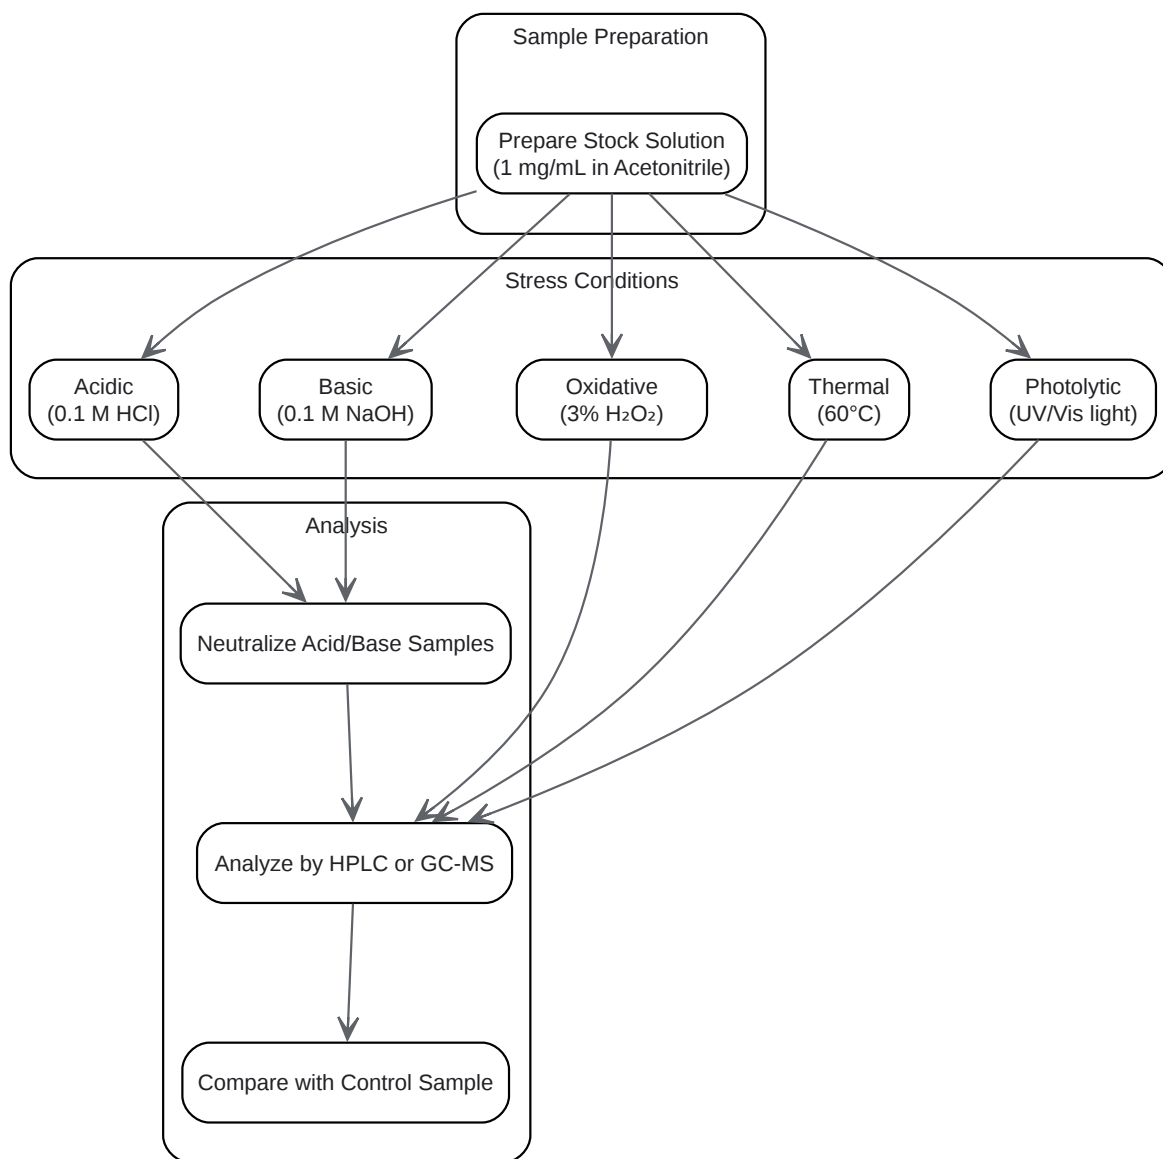 Sample Preparation
Prepare Stock Solution
(1 mg/mL in Acetonitrile)
Stress Conditions
Acidic
(0.1 M HCl)
Basic
(0.1 M NaOH)
Oxidative
(3% H₂O₂)
Thermal
(60°C)
Photolytic
(UV/Vis light)
Analysis
Neutralize Acid/Base Samples
Analyze by HPLC or GC-MS
Compare with Control Sample